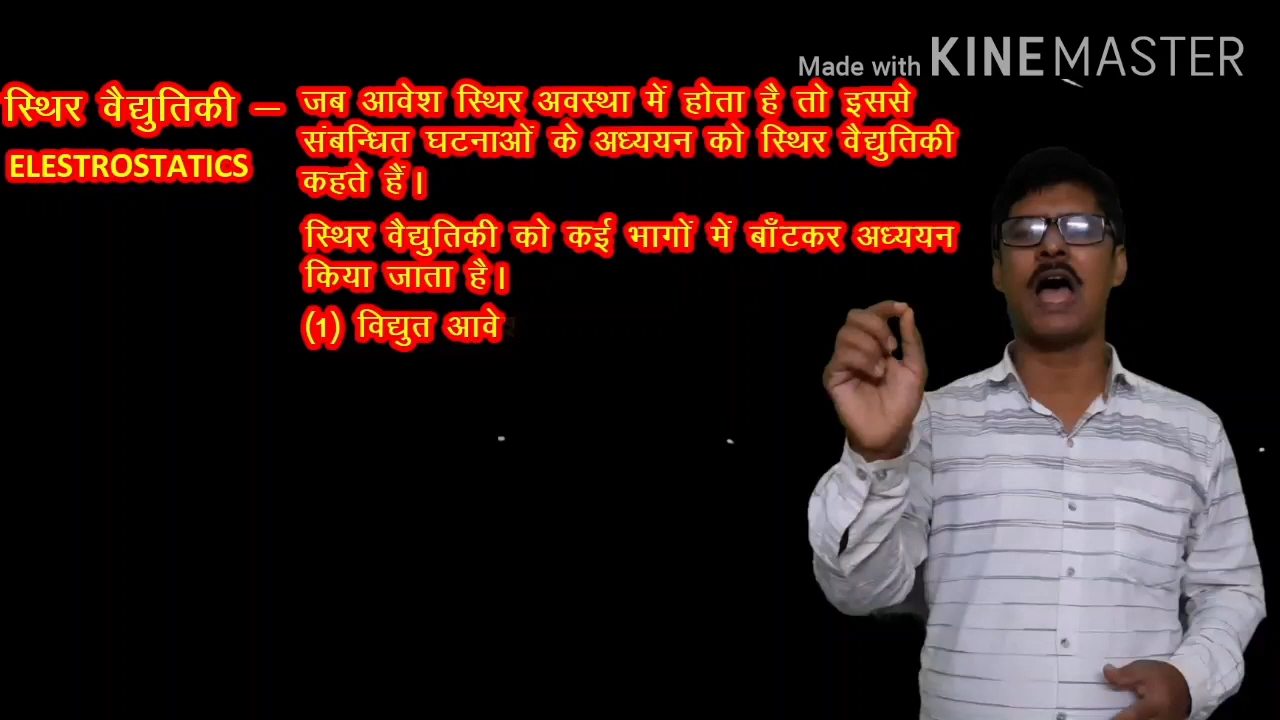 Made with KINEMASTER
स्थिर वैद्युतिकी – जब आवेश स्थिर अवस्था में होता है तो इससे
संबन्धित घटनाओं के अध्ययन को स्थिर वैद्युतिकी
ELESTROSTATICS
कहते हैं।
स्थिर वैद्युतिकी को कई भागों में बाँटकर अध्ययन
किया जाता है।
(1) विद्युत आवे